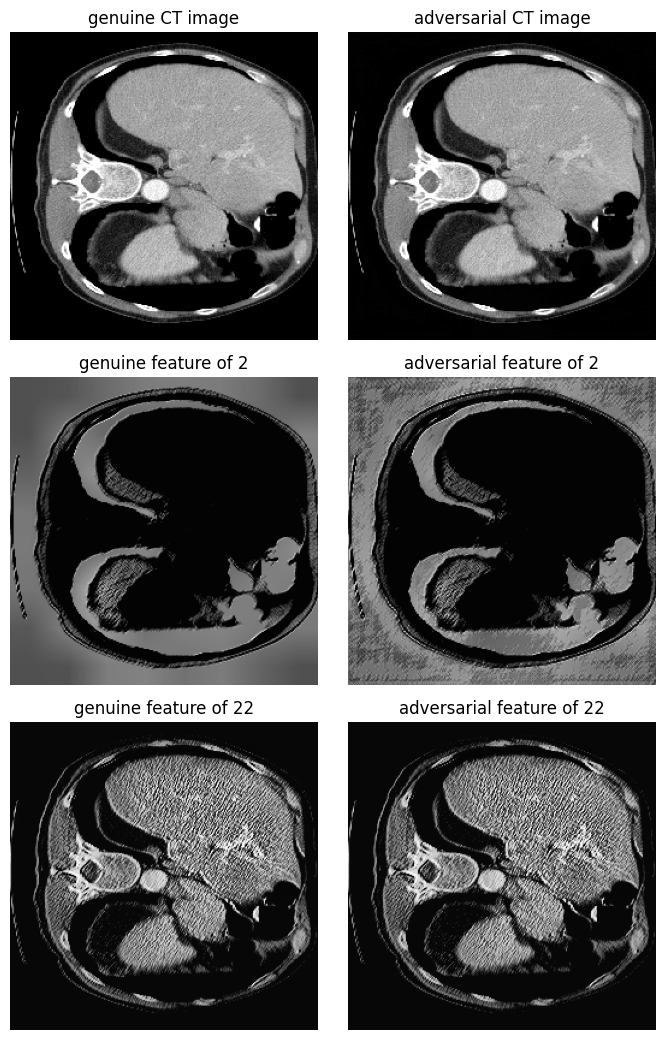 genuine CT image
adversarial CT image
genuine feature of 2
adversarial feature of 2
genuine feature of 22
adversarial feature of 22